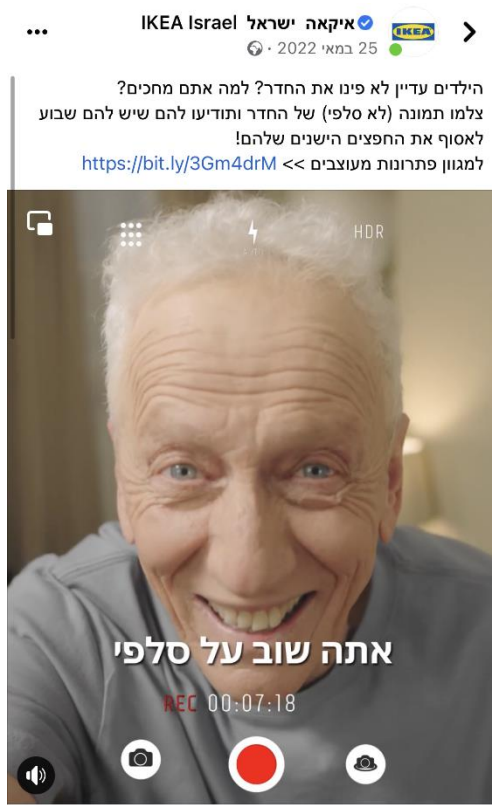 איקאה ישראל IKEA Israel
IKEA
25 במאי 2022
הילדים עדיין לא פינו את החדר? למה אתם מחכים?
צלמו תמונה (לא סלפי) של החדר ותודיעו להם שיש להם שבוע
לאסוף את החפצים הישנים שלהם!
למגוון פתרונות מעוצבים >> https://bit.ly/3Gm4drM
HDR
אתה שוב על סלפי
REC 00:07:18